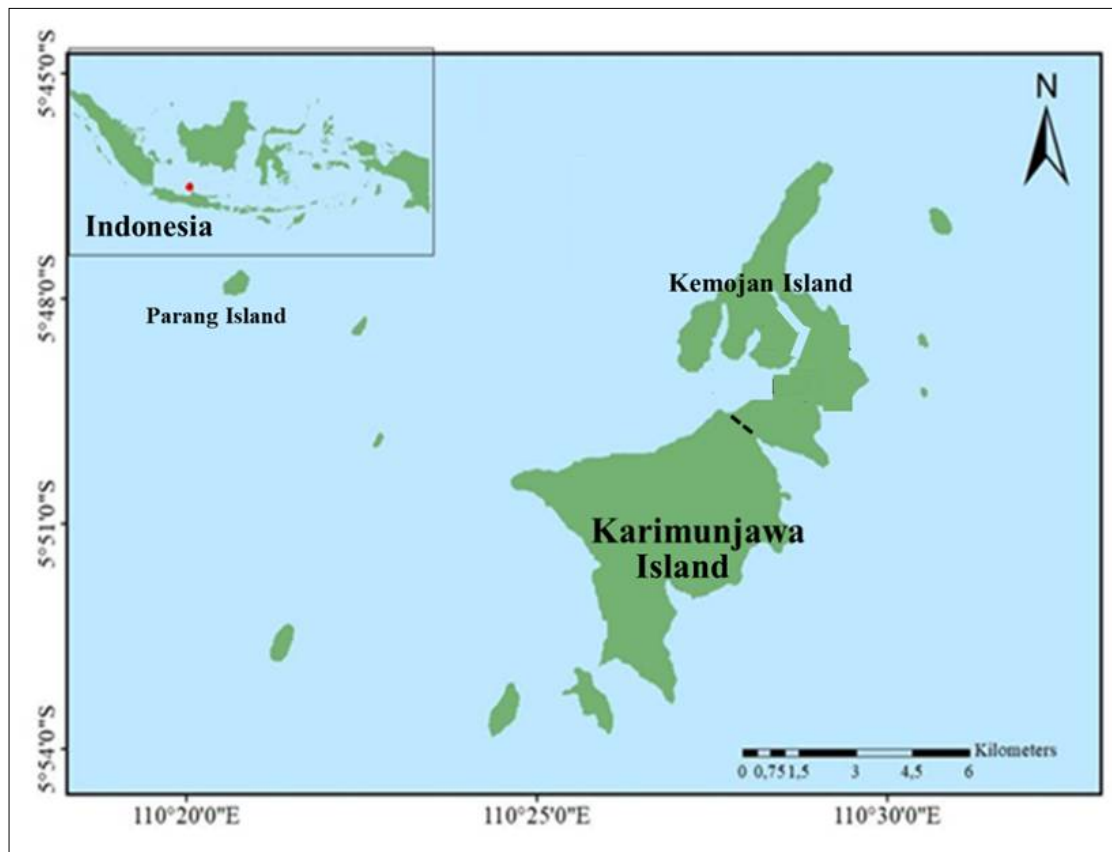 5°45'0"S
N
Indonesia
Kemojan Island
5°48'0"S
Parang Island
5°51'0"S
Karimunjawa
Island
5°54'0"S
Kilometers
0 0,75 1,5 3 4,5 6
110°20'0"E 110°25'0"E 110°30'0"E